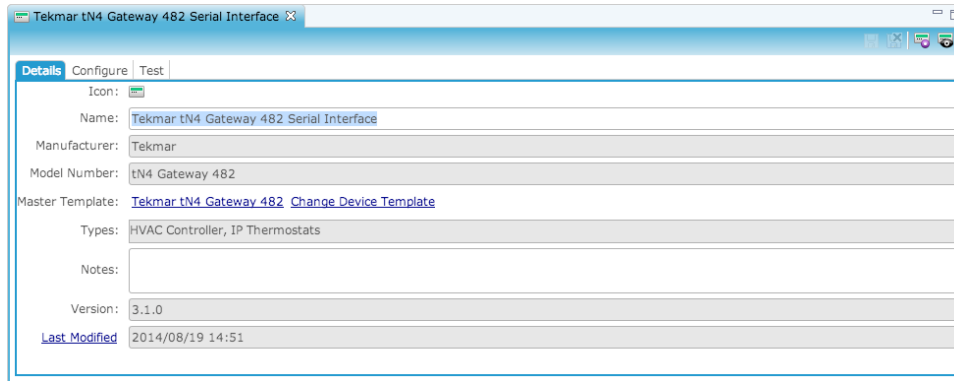 Tekmar tN4 Gateway 482 Serial Interface
Details Configure Test
Icon:
Name: Tekmar tN4 Gateway 482 Serial Interface
Manufacturer: Tekmar
Model Number: tN4 Gateway 482
Master Template: Tekmar tN4 Gateway 482 Change Device Template
Types: HVAC Controller, IP Thermostats
Notes:
Version: 3.1.0
Last Modified 2014/08/19 14:51